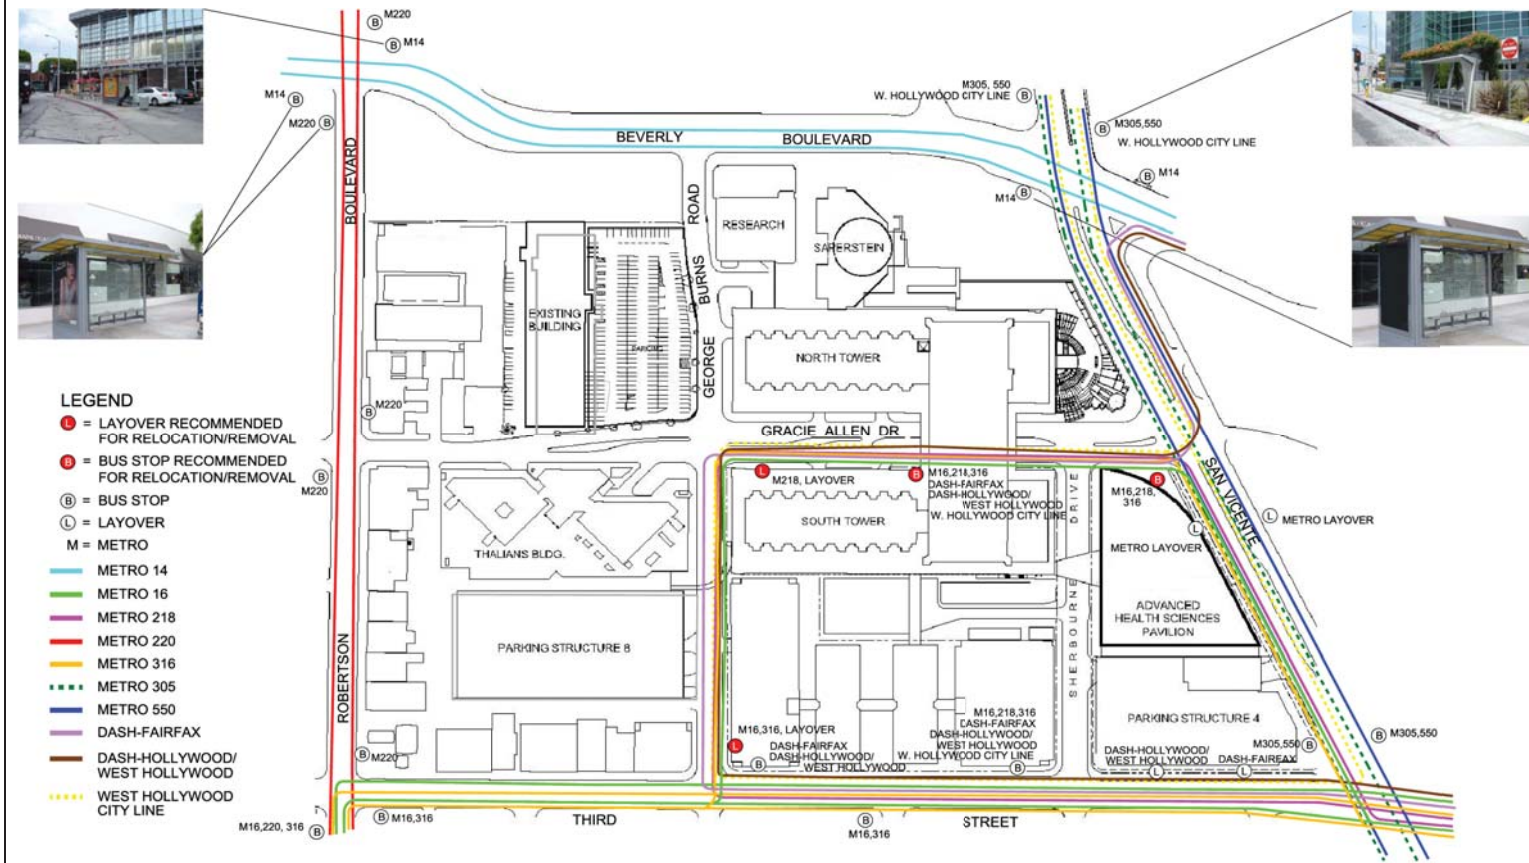 M220
M14
M14
M220
M305, 550
W. HOLLYWOOD CITY LINE
M305,550
W. HOLLYWOOD CITY LINE
M14
M14
BEVERLY BOULEVARD
BOULEVARD
ROAD
BURNS
GEORGE
RESEARCH
SAPERSTEIN
EXISTING
BUILDING
PARKING
NORTH TOWER
M220
GRACIE ALLEN DR
M220
L M218, LAYOVER
B M16,218,316
DASH-FAIRFAX
DASH-HOLLYWOOD/
WEST HOLLYWOOD
W. HOLLYWOOD CITY LINE
SOUTH TOWER
THALIANS BLDG.
SHERBOURNE DRIVE
B
M16,218,
316
SAN VICENTE
L METRO LAYOVER
L
METRO LAYOVER
ADVANCED
HEALTH SCIENCES
PAVILION
PARKING STRUCTURE 8
PARKING STRUCTURE 4
ROBERTSON
M220
M16,316, LAYOVER
L
DASH-FAIRFAX
DASH-HOLLYWOOD/
WEST HOLLYWOOD
M16,218,316
DASH-FAIRFAX
DASH-HOLLYWOOD/
WEST HOLLYWOOD
W. HOLLYWOOD CITY LINE
DASH-HOLLYWOOD/
WEST HOLLYWOOD
DASH-FAIRFAX
M305,550
M305,550
M16,220, 316
M16,316
THIRD STREET
M16,316
LEGEND
L = LAYOVER RECOMMENDED
FOR RELOCATION/REMOVAL
B = BUS STOP RECOMMENDED
FOR RELOCATION/REMOVAL
B = BUS STOP
L = LAYOVER
M = METRO
METRO 14
METRO 16
METRO 218
METRO 220
METRO 316
METRO 305
METRO 550
DASH-FAIRFAX
DASH-HOLLYWOOD/
WEST HOLLYWOOD
WEST HOLLYWOOD
CITY LINE